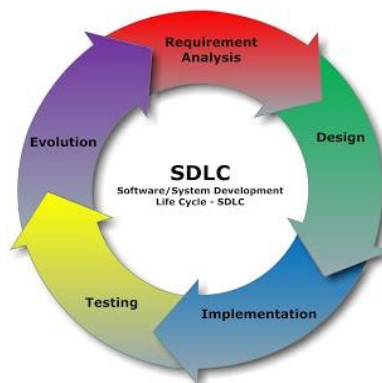 Requirement
Analysis
Design
Evolution
SDLC
Software/System Development
Life Cycle - SDLC
Testing
Implementation